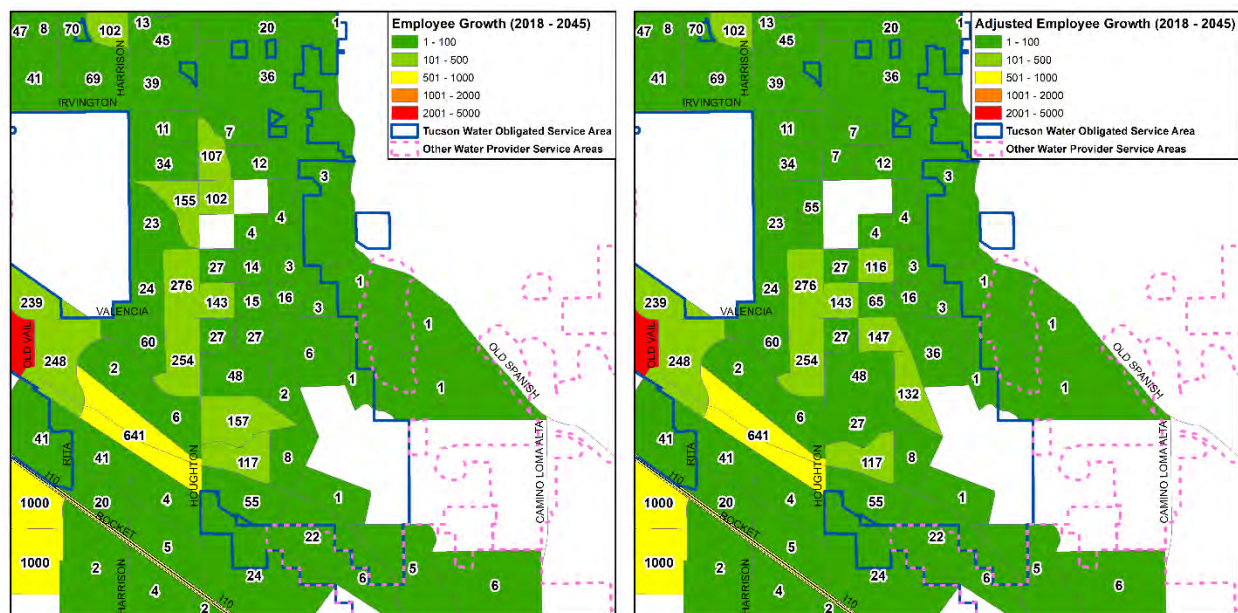 Employee Growth (2018 - 2045)
1 - 100
101 - 500
501 - 1000
1001 - 2000
2001 - 5000
Tucson Water Obligated Service Area
Other Water Provider Service Areas
47 8 70 102 13 20 1
45
41 69 39 36
HARRISON
IRVINGTON
11 7
107
34 12
3
155 102
23 4
4
27 14 3
24 276 1
239 143 15 16
VALENCIA 3
OLD VAIL 60 27 27 1
248 2 254 6
OLD SPANISH
48 1 1
2
6 157
641
41 RITA 41 117 8
HOUGHTON
CAMINO LOMA ALTA
I10
1000 20 4 55 1
ROCKET
22
1000 5
2 24 6 5 6
HARRISON 4
2 I10
Adjusted Employee Growth (2018 - 2045)
1 - 100
101 - 500
501 - 1000
1001 - 2000
2001 - 5000
Tucson Water Obligated Service Area
Other Water Provider Service Areas
47 8 70 102 13 20 1
45
41 69 39 36
HARRISON
IRVINGTON
11 7
34 7 12
3
55
23 4
4
27 116 3
24 276 1
239 143 65 16
VALENCIA 3
OLD VAIL 60 27 147 1
248 2 254 36
OLD SPANISH
48 1 1
132
6 27
641
41 RITA 41 117 8
HOUGHTON
CAMINO LOMA ALTA
I10
1000 20 4 55 1
ROCKET
22
1000 5
2 24 6 5 6
HARRISON 4
2 I10